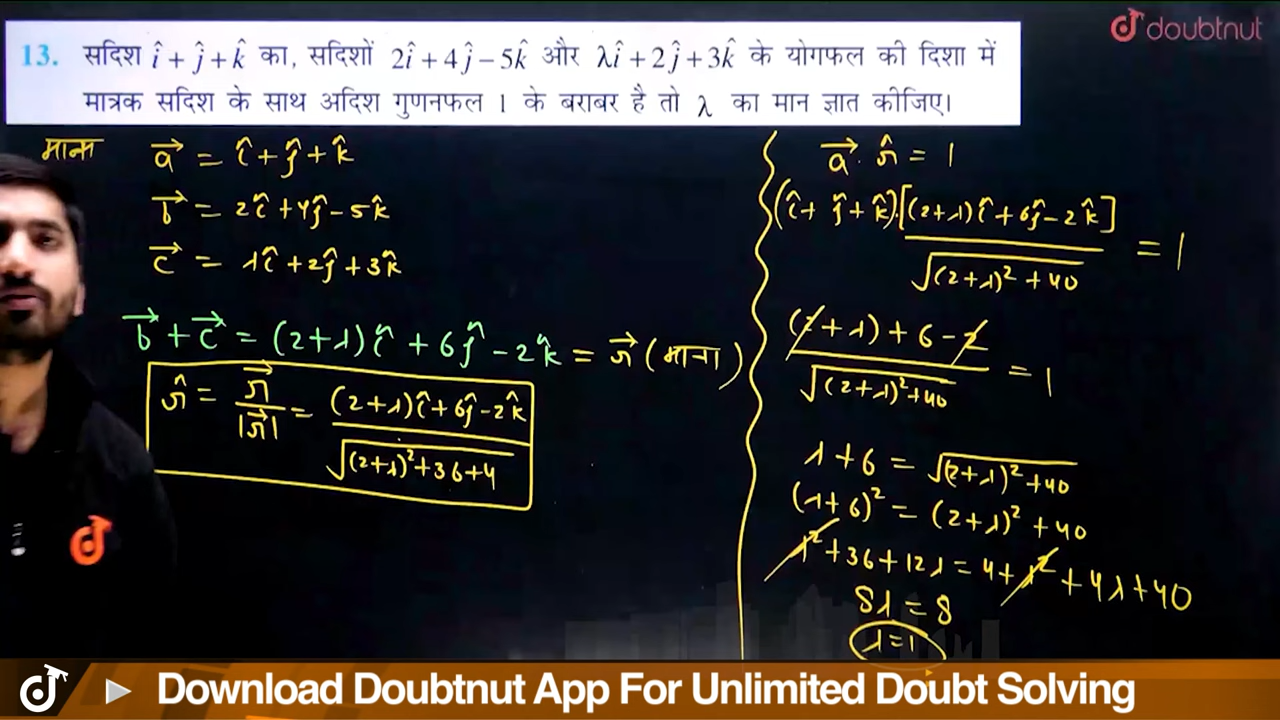 doubtnut
13. सदिश î + ĵ + k̂ का, सदिशों 2î + 4ĵ − 5k̂ और λî + 2ĵ + 3k̂ के योगफल की दिशा में
मात्रक सदिश के साथ अदिश गुणनफल 1 के बराबर है तो λ का मान ज्ञात कीजिए।
माना a⃗ = î + ĵ + k̂
b⃗ = 2î + 4ĵ − 5k̂
c⃗ = λî + 2ĵ + 3k̂
b⃗ + c⃗ = (2+λ)î + 6ĵ − 2k̂ = r⃗ (माना)
r̂ = r⃗/|r⃗| = (2+λ)î + 6ĵ − 2k̂ / √(2+λ)² + 36 + 4
a⃗ . r̂ = 1
(î + ĵ + k̂).[(2+λ)î + 6ĵ − 2k̂] / √(2+λ)² + 40 = 1
(2+λ) + 6 − 2 / √(2+λ)² + 40 = 1
λ + 6 = √(2+λ)² + 40
(λ+6)² = (2+λ)² + 40
λ² + 36 + 12λ = 4 + λ² + 4λ + 40
8λ = 8
λ = 1
Download Doubtnut App For Unlimited Doubt Solving